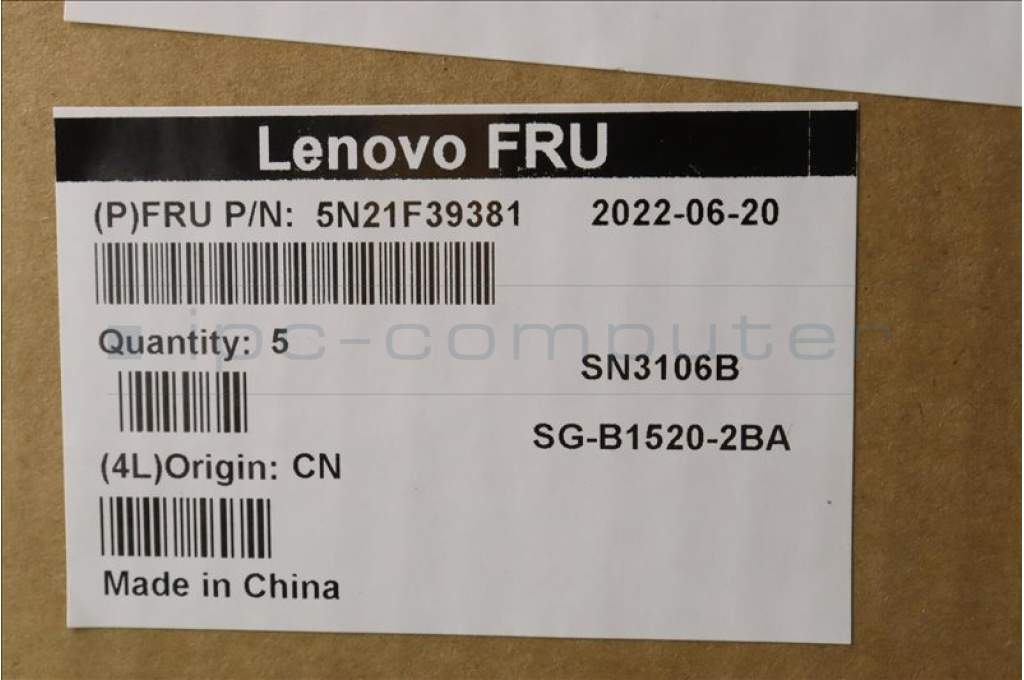 Lenovo FRU
(P)FRU P/N: 5N21F39381 2022-06-20
ipc-computer
Quantity: 5
SN3106B
SG-B1520-2BA
(4L)Origin: CN
Made in China